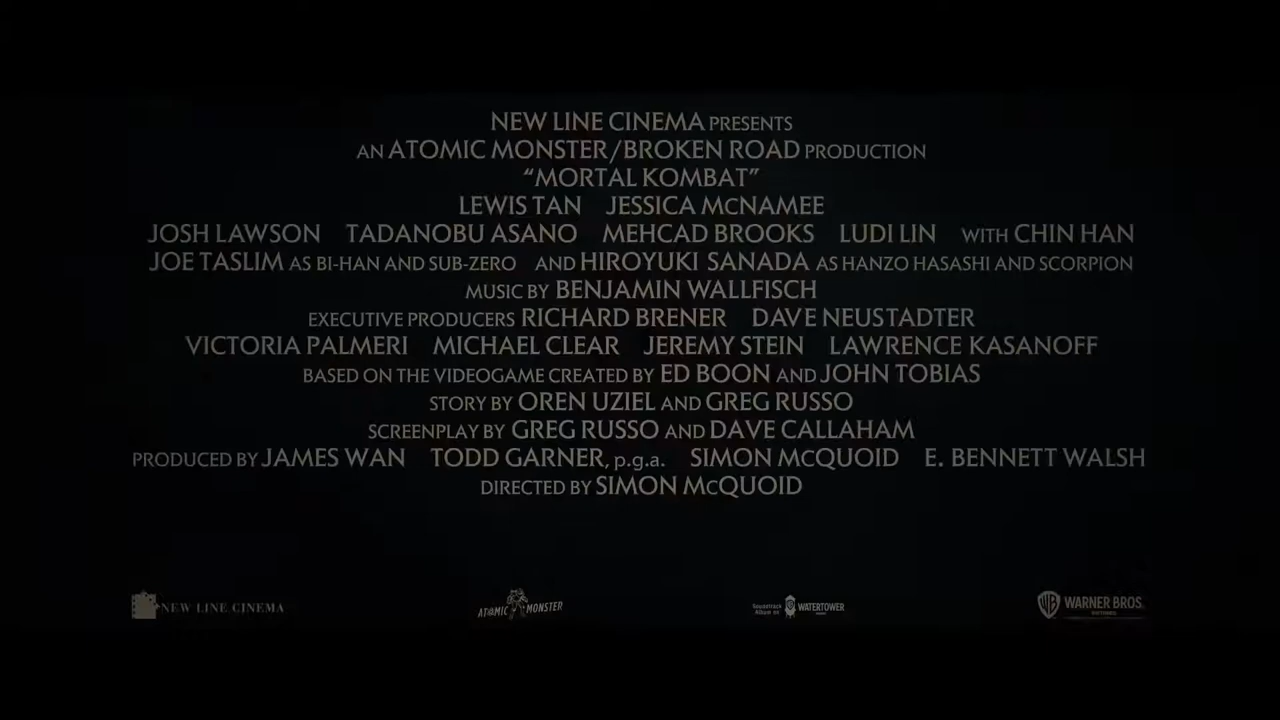 NEW LINE CINEMA PRESENTS
AN ATOMIC MONSTER/BROKEN ROAD PRODUCTION
“MORTAL KOMBAT”
LEWIS TAN JESSICA McNAMEE
JOSH LAWSON TADANOBU ASANO MEHCAD BROOKS LUDI LIN WITH CHIN HAN
JOE TASLIM AS BI-HAN AND SUB-ZERO AND HIROYUKI SANADA AS HANZO HASASHI AND SCORPION
MUSIC BY BENJAMIN WALLFISCH
EXECUTIVE PRODUCERS RICHARD BRENER DAVE NEUSTADTER
VICTORIA PALMERI MICHAEL CLEAR JEREMY STEIN LAWRENCE KASANOFF
BASED ON THE VIDEOGAME CREATED BY ED BOON AND JOHN TOBIAS
STORY BY OREN UZIEL AND GREG RUSSO
SCREENPLAY BY GREG RUSSO AND DAVE CALLAHAM
PRODUCED BY JAMES WAN TODD GARNER, p.g.a. SIMON McQUOID E. BENNETT WALSH
DIRECTED BY SIMON McQUOID
NEW LINE CINEMA
ATOMIC MONSTER
Soundtrack
Album on WATERTOWER
WB WARNER BROS.